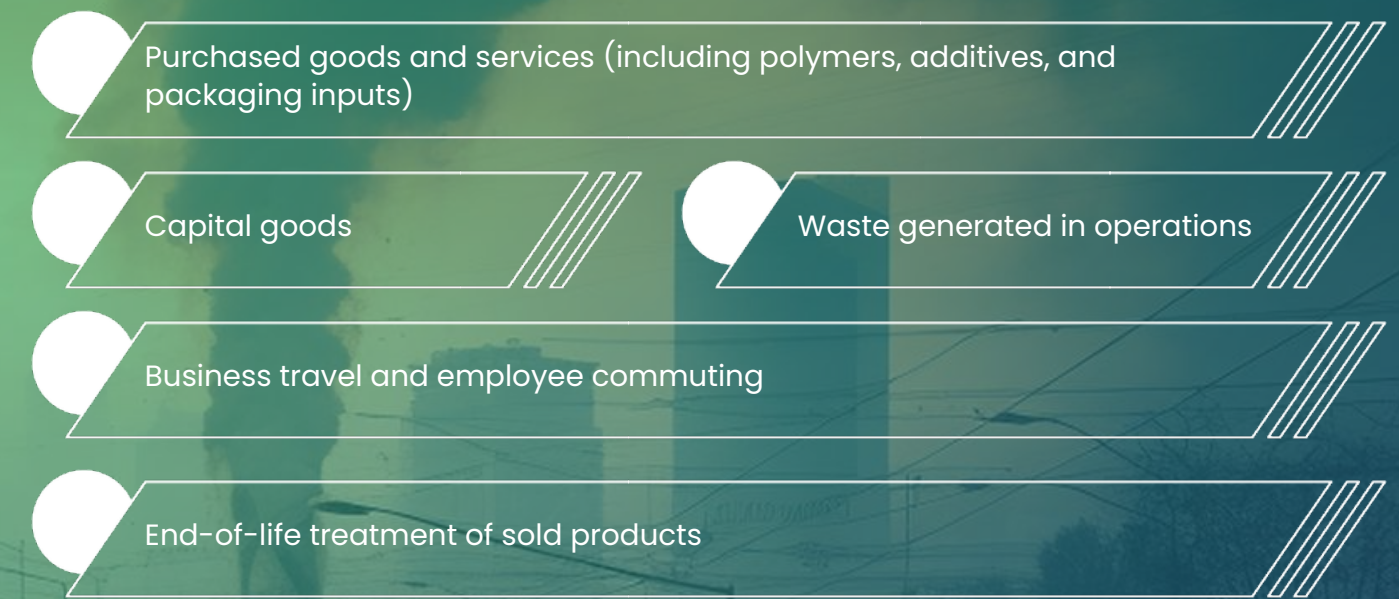 Purchased goods and services (including polymers, additives, and
packaging inputs)
Capital goods
Waste generated in operations
Business travel and employee commuting
End-of-life treatment of sold products